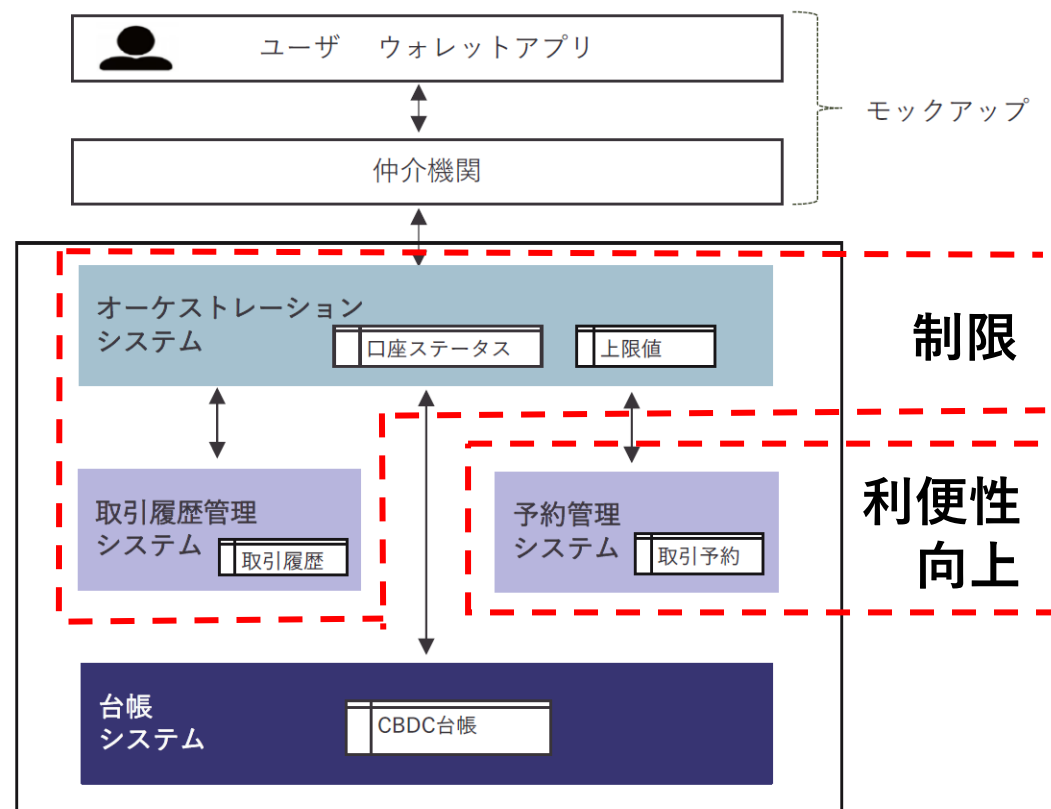 ユーザ ウォレットアプリ
モックアップ
仲介機関
オーケストレーション
システム
口座ステータス
上限値
制限
取引履歴管理
システム
取引履歴
予約管理
システム
取引予約
利便性
向上
台帳
システム
CBDC台帳